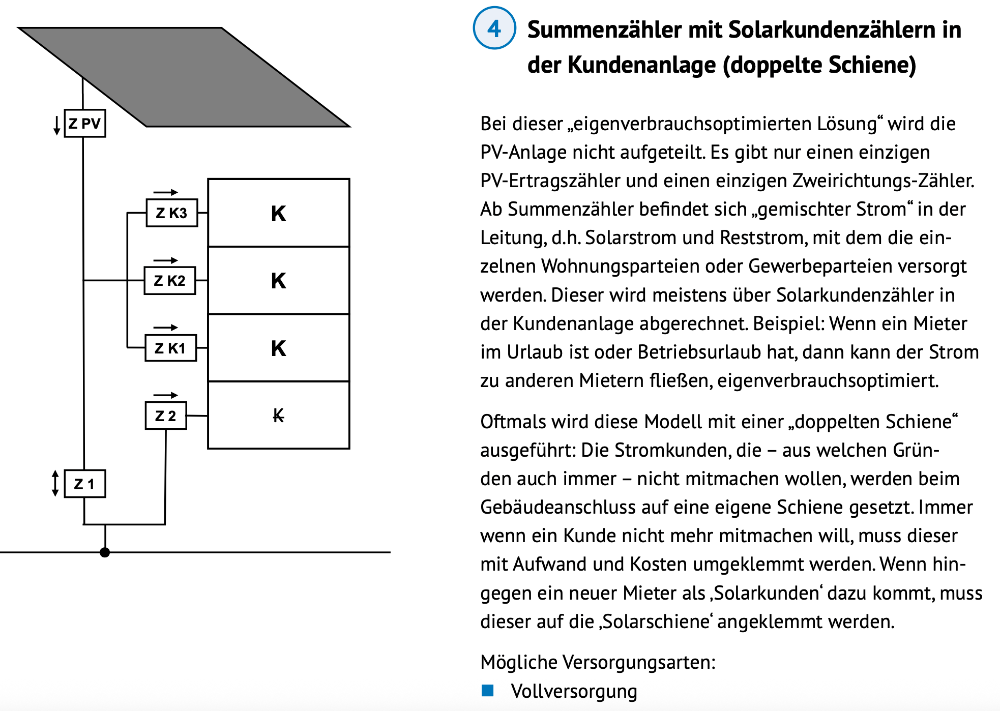 4
Summenzähler mit Solarkundenzählern in
der Kundenanlage (doppelte Schiene)
Z PV
Z K3
K
Z K2
K
Z K1
K
Z 2
K
Z 1
Bei dieser „eigenverbrauchsoptimierten Lösung“ wird die
PV-Anlage nicht aufgeteilt. Es gibt nur einen einzigen
PV-Ertragszähler und einen einzigen Zweirichtungs-Zähler.
Ab Summenzähler befindet sich „gemischter Strom“ in der
Leitung, d.h. Solarstrom und Reststrom, mit dem die ein-
zelnen Wohnungsparteien oder Gewerbeparteien versorgt
werden. Dieser wird meistens über Solarkundenzähler in
der Kundenanlage abgerechnet. Beispiel: Wenn ein Mieter
im Urlaub ist oder Betriebsurlaub hat, dann kann der Strom
zu anderen Mietern fließen, eigenverbrauchsoptimiert.
Oftmals wird diese Modell mit einer „doppelten Schiene“
ausgeführt: Die Stromkunden, die – aus welchen Grün-
den auch immer – nicht mitmachen wollen, werden beim
Gebäudeanschluss auf eine eigene Schiene gesetzt. Immer
wenn ein Kunde nicht mehr mitmachen will, muss dieser
mit Aufwand und Kosten umgeklemmt werden. Wenn hin-
gegen ein neuer Mieter als ‚Solarkunden‘ dazu kommt, muss
dieser auf die ‚Solarschiene‘ angeklemmt werden.
Mögliche Versorgungsarten:
Vollversorgung